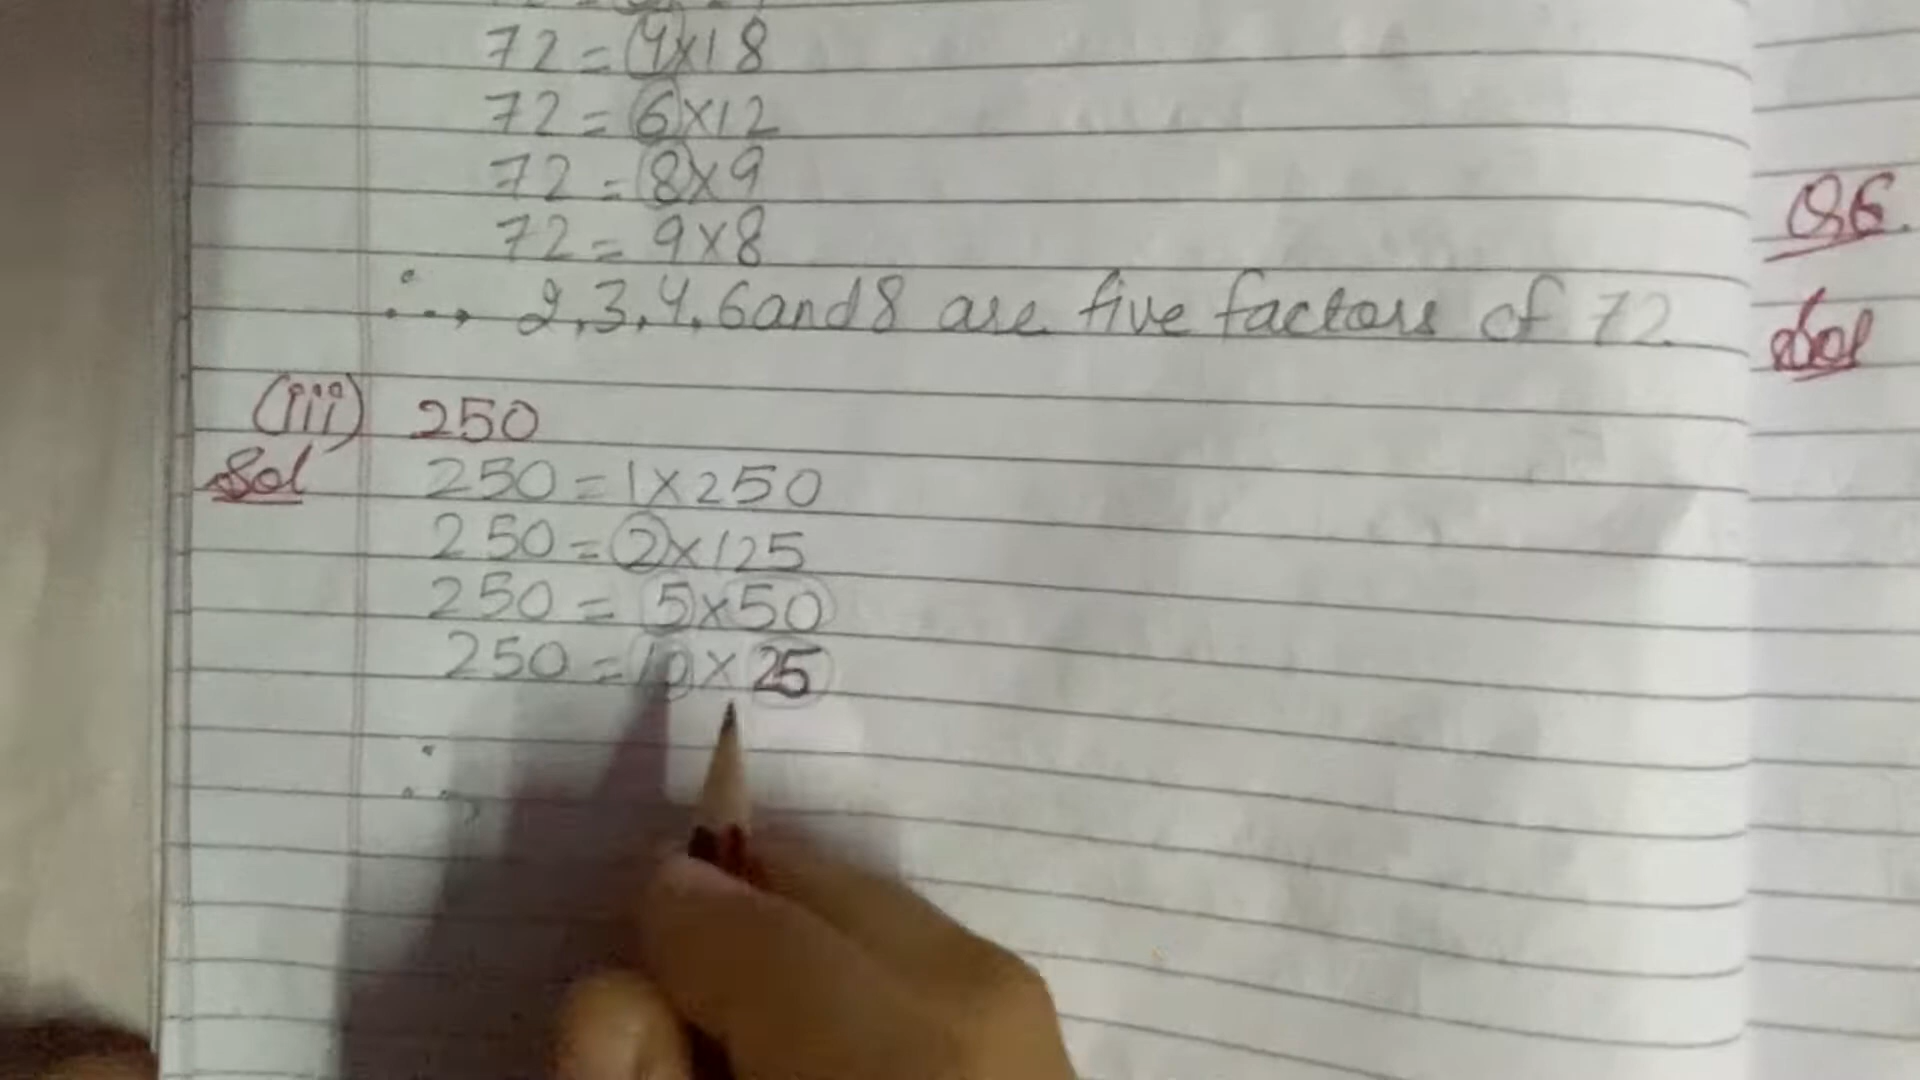 72 = 4×18
72 = 6×12
72 = 8×9
72 = 9×8
∴, 2,3,4,6 and 8 are five factors of 72.
(iii) 250
Sol 250 = 1×250
250 = 2×125
250 = 5×50
250 = 10×25
∴,
Q6.
Sol